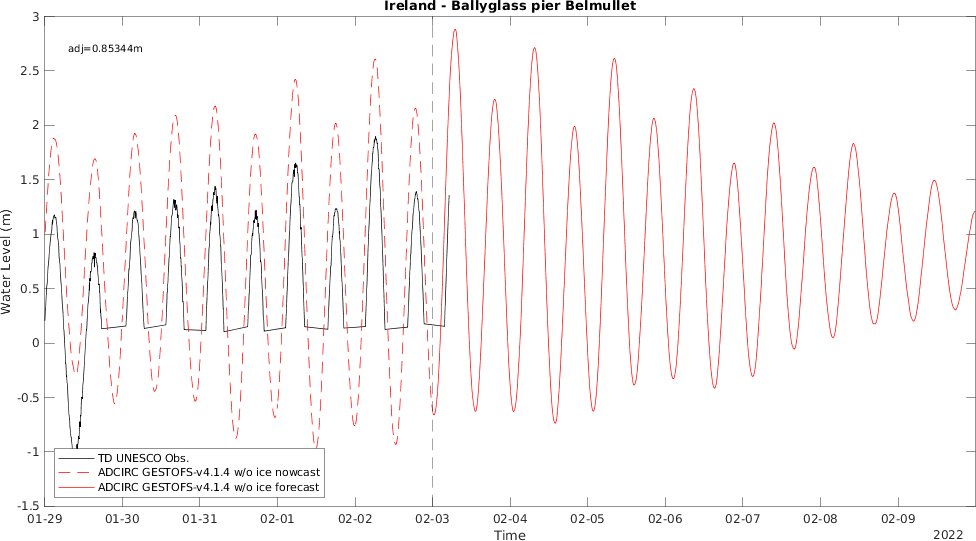 Ireland - Ballyglass pier Belmullet
adj=0.85344m
3
2.5
2
1.5
1
0.5
0
-0.5
-1
-1.5
Water Level (m)
TD UNESCO Obs.
ADCIRC GESTOFS-v4.1.4 w/o ice nowcast
ADCIRC GESTOFS-v4.1.4 w/o ice forecast
01-29 01-30 01-31 02-01 02-02 02-03 02-04 02-05 02-06 02-07 02-08 02-09
Time
2022